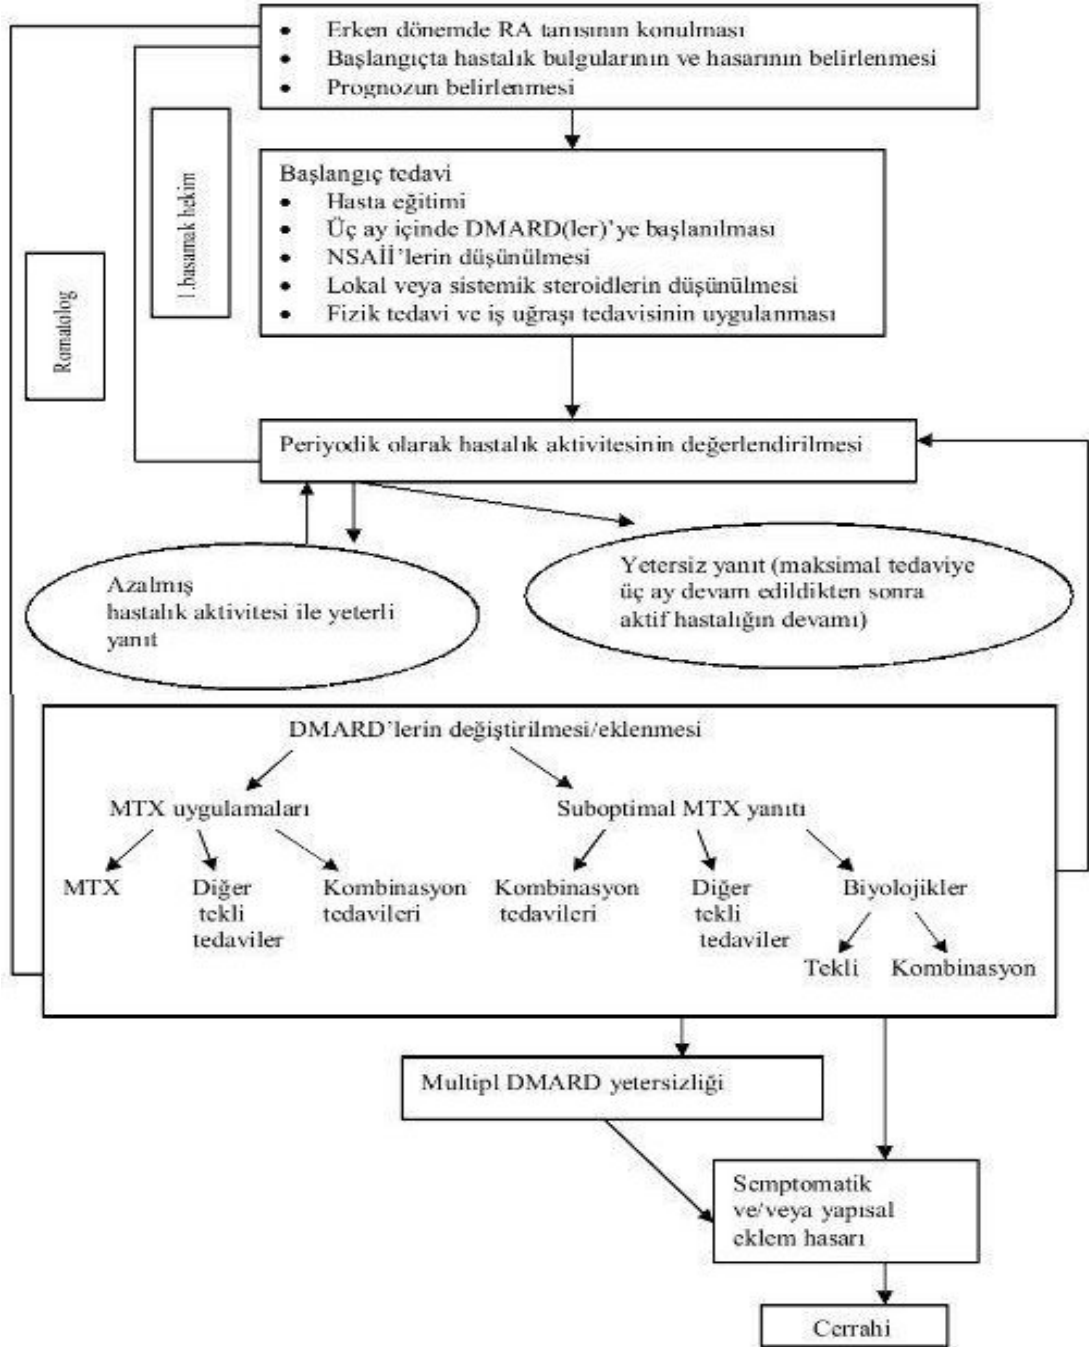 • Erken dönemde RA tanısının konulması
• Başlangıçta hastalık bulgularının ve hasarının belirlenmesi
• Prognozun belirlenmesi
1.basamak hekim
Romatolog
Başlangıç tedavi
• Hasta eğitimi
• Üç ay içinde DMARD(ler)’ye başlanılması
• NSAİİ’lerin düşünülmesi
• Lokal veya sistemik steroidlerin düşünülmesi
• Fizik tedavi ve iş uğraşı tedavisinin uygulanması
Periyodik olarak hastalık aktivitesinin değerlendirilmesi
Azalmış
hastalık aktivitesi ile yeterli
yanıt
Yetersiz yanıt (maksimal tedaviye
üç ay devam edildikten sonra
aktif hastalığın devamı)
DMARD’lerin değiştirilmesi/eklenmesi
MTX uygulamaları
Suboptimal MTX yanıtı
MTX
Diğer
tekli
tedaviler
Kombinasyon
tedavileri
Kombinasyon
tedavileri
Diğer
tekli
tedaviler
Biyolojikler
Tekli
Kombinasyon
Multipl DMARD yetersizliği
Semptomatik
ve/veya yapısal
eklem hasarı
Cerrahi